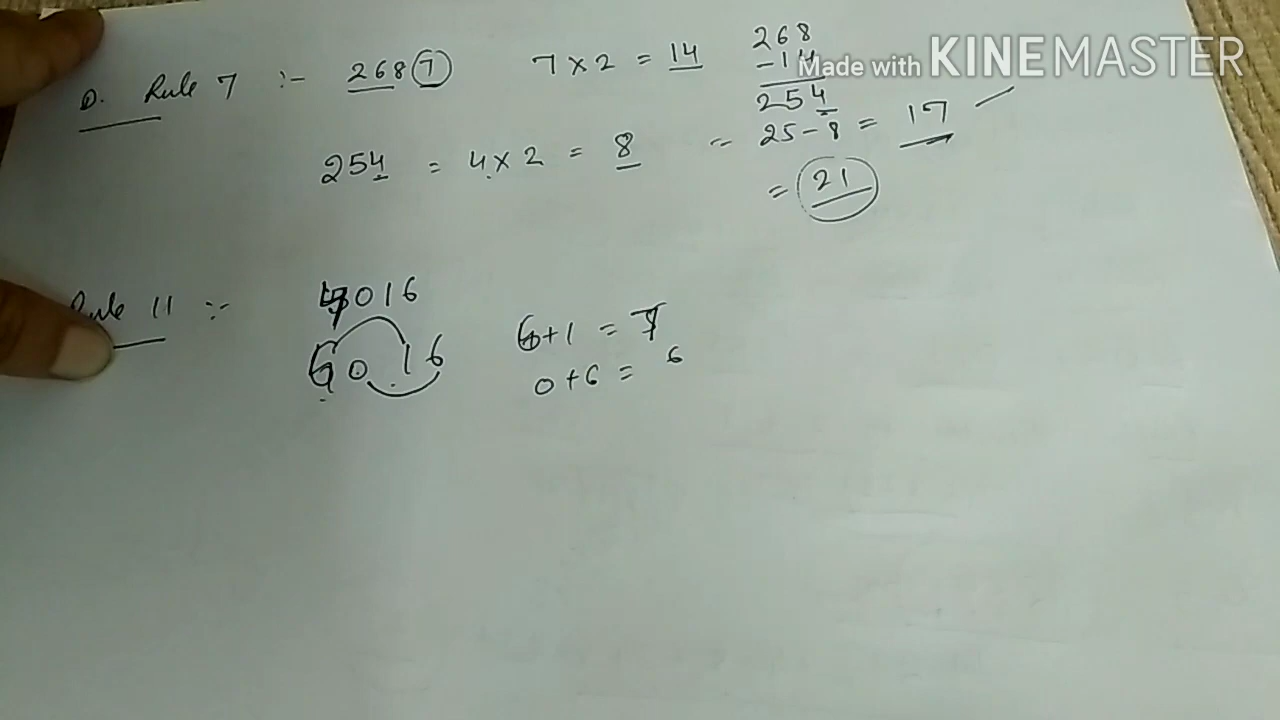 D. Rule 7 :- 268 7 7 × 2 = 14
268
- 14
254
254 = 4 × 2 = 8 = 25 - 8 = 17
= 21
Rule 11 :- 016
6 0 1 6 6 + 1 = 7
0 + 6 = 6
Made with KINEMASTER